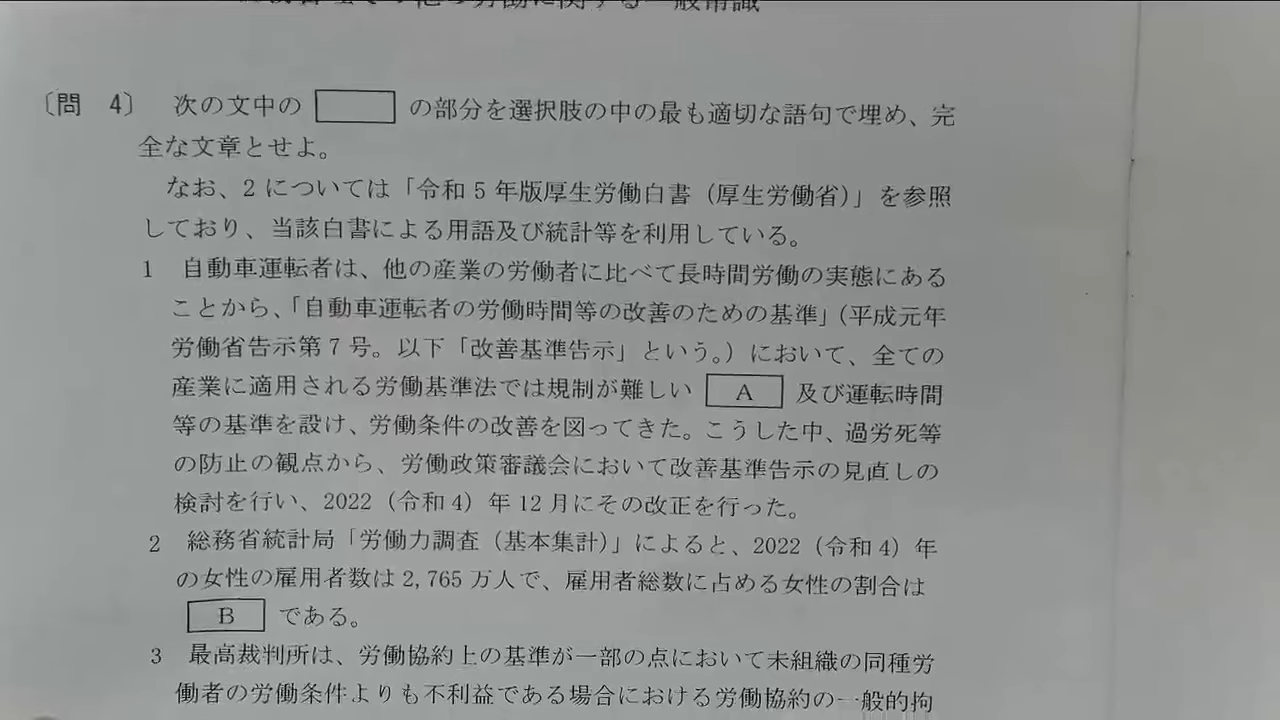 労務管理その他の労働に関する一般常識
〔問　4〕　次の文中の　　　の部分を選択肢の中の最も適切な語句で埋め、完
全な文章とせよ。
なお、2については「令和5年版厚生労働白書（厚生労働省）」を参照
しており、当該白書による用語及び統計等を利用している。
1　自動車運転者は、他の産業の労働者に比べて長時間労働の実態にある
ことから、「自動車運転者の労働時間等の改善のための基準」（平成元年
労働省告示第7号。以下「改善基準告示」という。）において、全ての
産業に適用される労働基準法では規制が難しい　A　及び運転時間
等の基準を設け、労働条件の改善を図ってきた。こうした中、過労死等
の防止の観点から、労働政策審議会において改善基準告示の見直しの
検討を行い、2022（令和4）年12月にその改正を行った。
2　総務省統計局「労働力調査（基本集計）」によると、2022（令和4）年
の女性の雇用者数は2,765万人で、雇用者総数に占める女性の割合は
B　である。
3　最高裁判所は、労働協約上の基準が一部の点において未組織の同種労
働者の労働条件よりも不利益である場合における労働協約の一般的拘